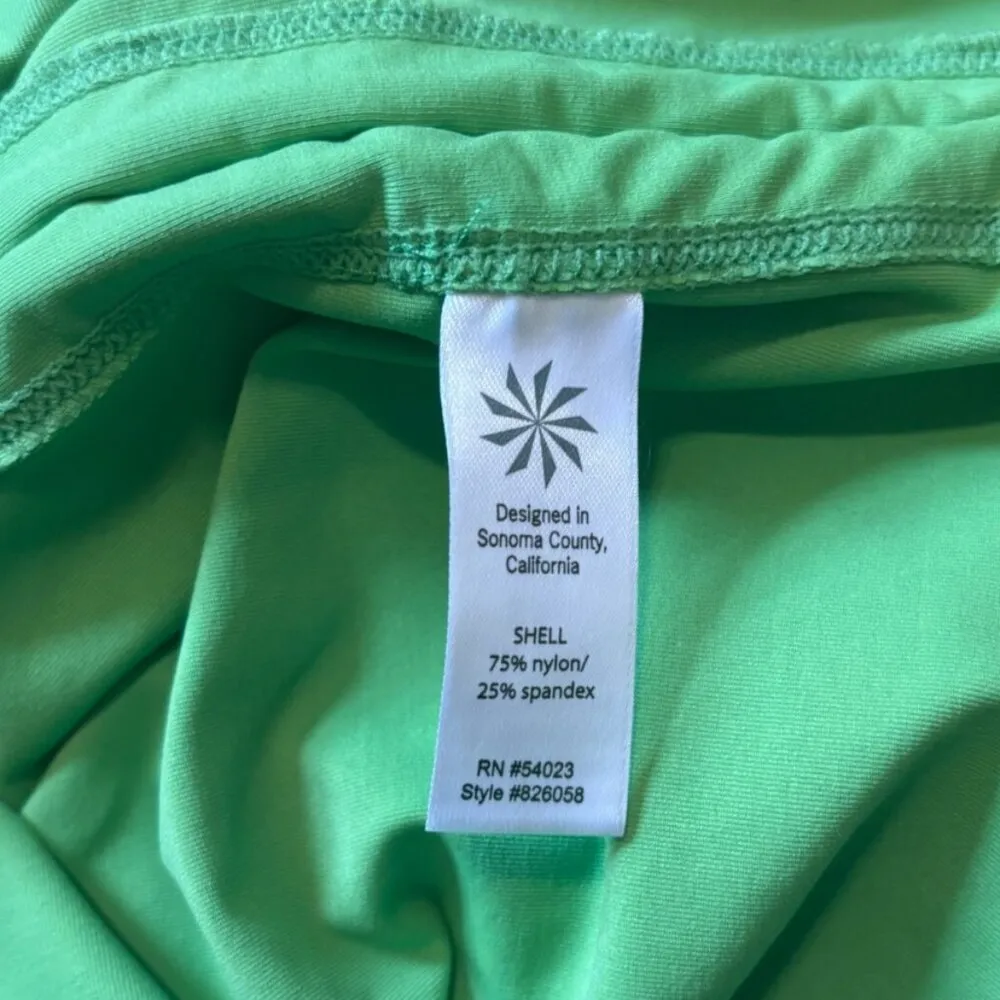 Designed in
Sonoma County,
California
SHELL
75% nylon/
25% spandex
RN #54023
Style #826058